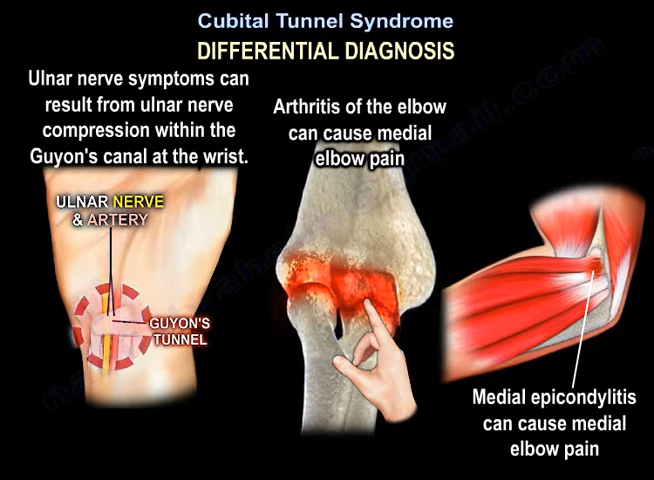 Cubital Tunnel Syndrome
DIFFERENTIAL DIAGNOSIS
Ulnar nerve symptoms can
result from ulnar nerve
compression within the
Guyon's canal at the wrist.
ULNAR NERVE
& ARTERY
GUYON'S
TUNNEL
Arthritis of the elbow
can cause medial
elbow pain
Medial epicondylitis
can cause medial
elbow pain